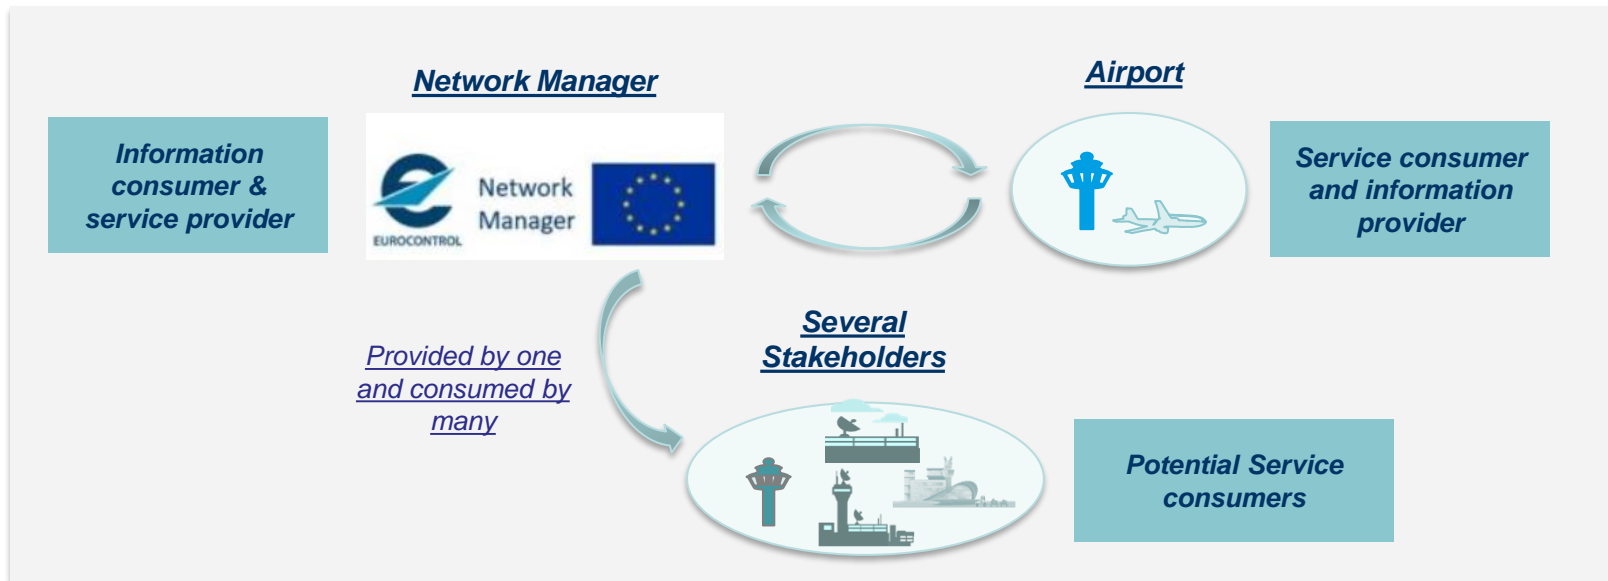 Network Manager
Airport
Information
consumer &
service provider
Network
Manager
EUROCONTROL
Service consumer
and information
provider
Several
Stakeholders
Provided by one
and consumed by
many
Potential Service
consumers